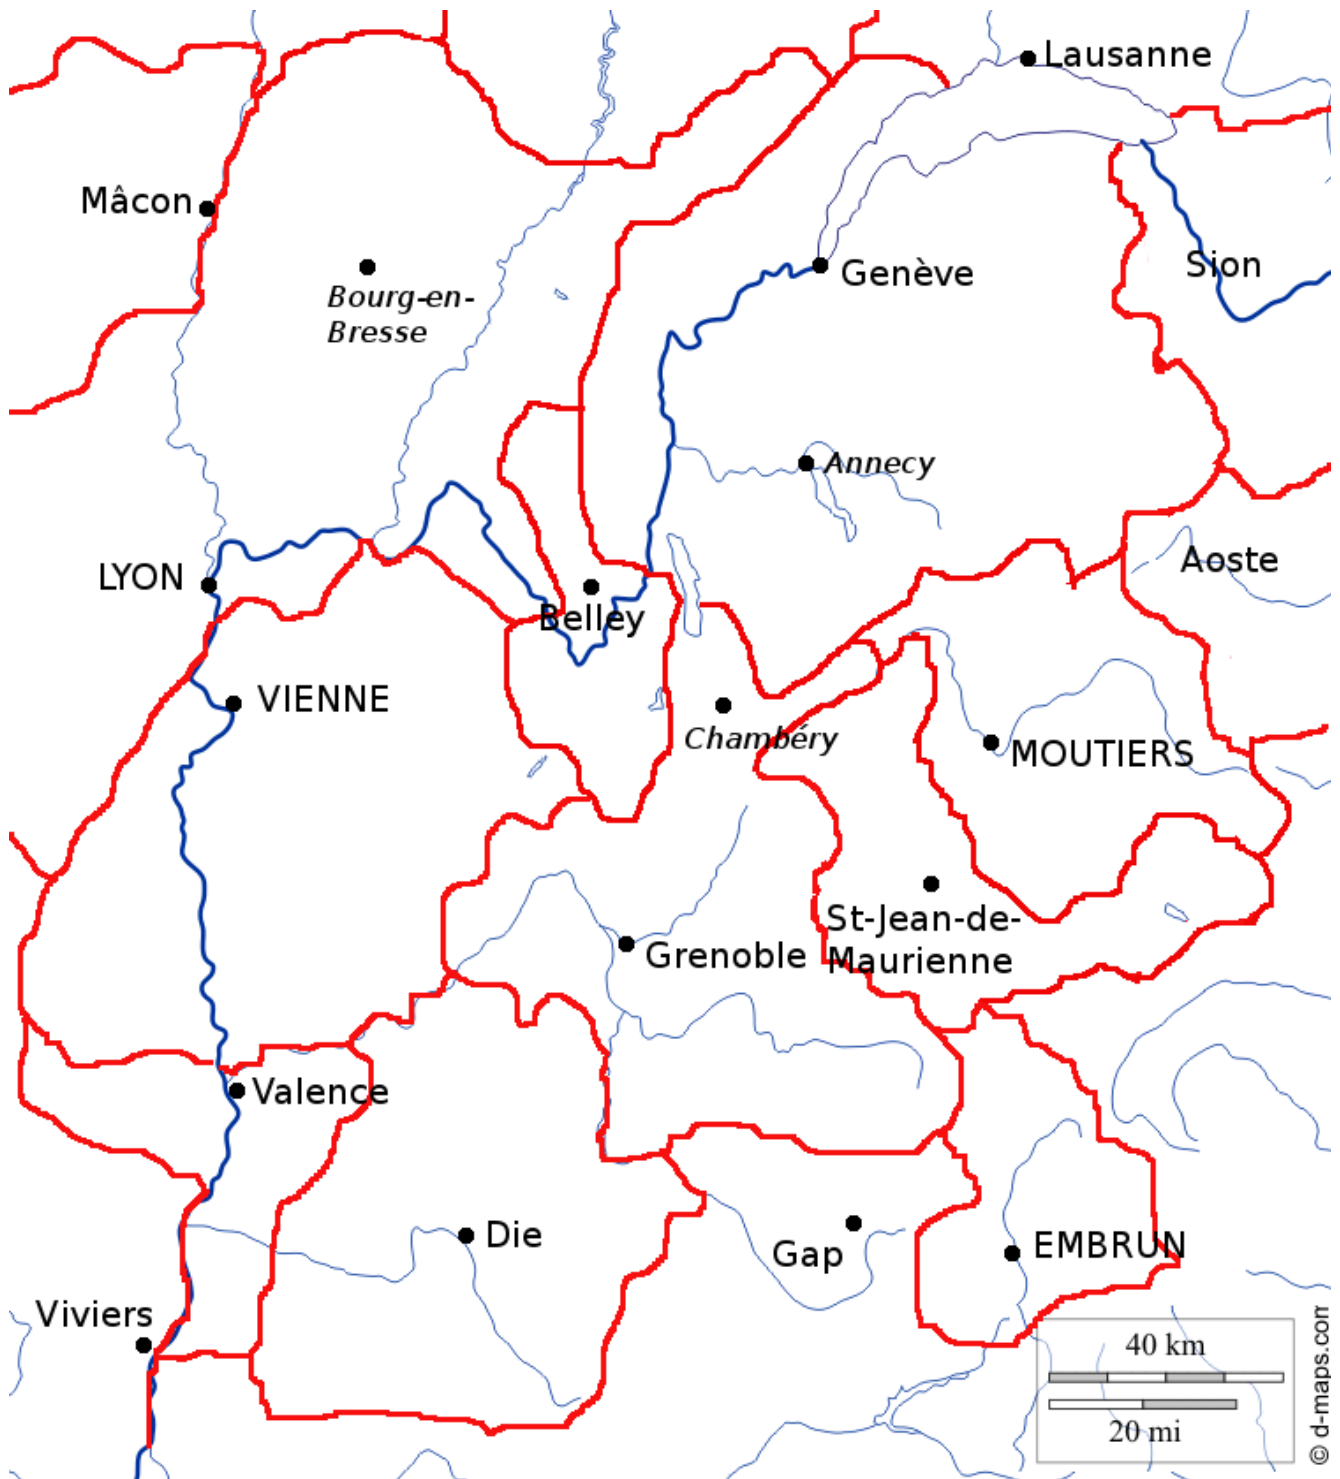 Lausanne
Mâcon
Sion
Genève
Bourg-en-
Bresse
Annecy
Aoste
LYON
Belley
VIENNE
Chambéry
MOUTIERS
St-Jean-de-
Maurienne
Grenoble
Valence
Die
EMBRUN
Gap
Viviers
40 km
20 mi
© d-maps.com